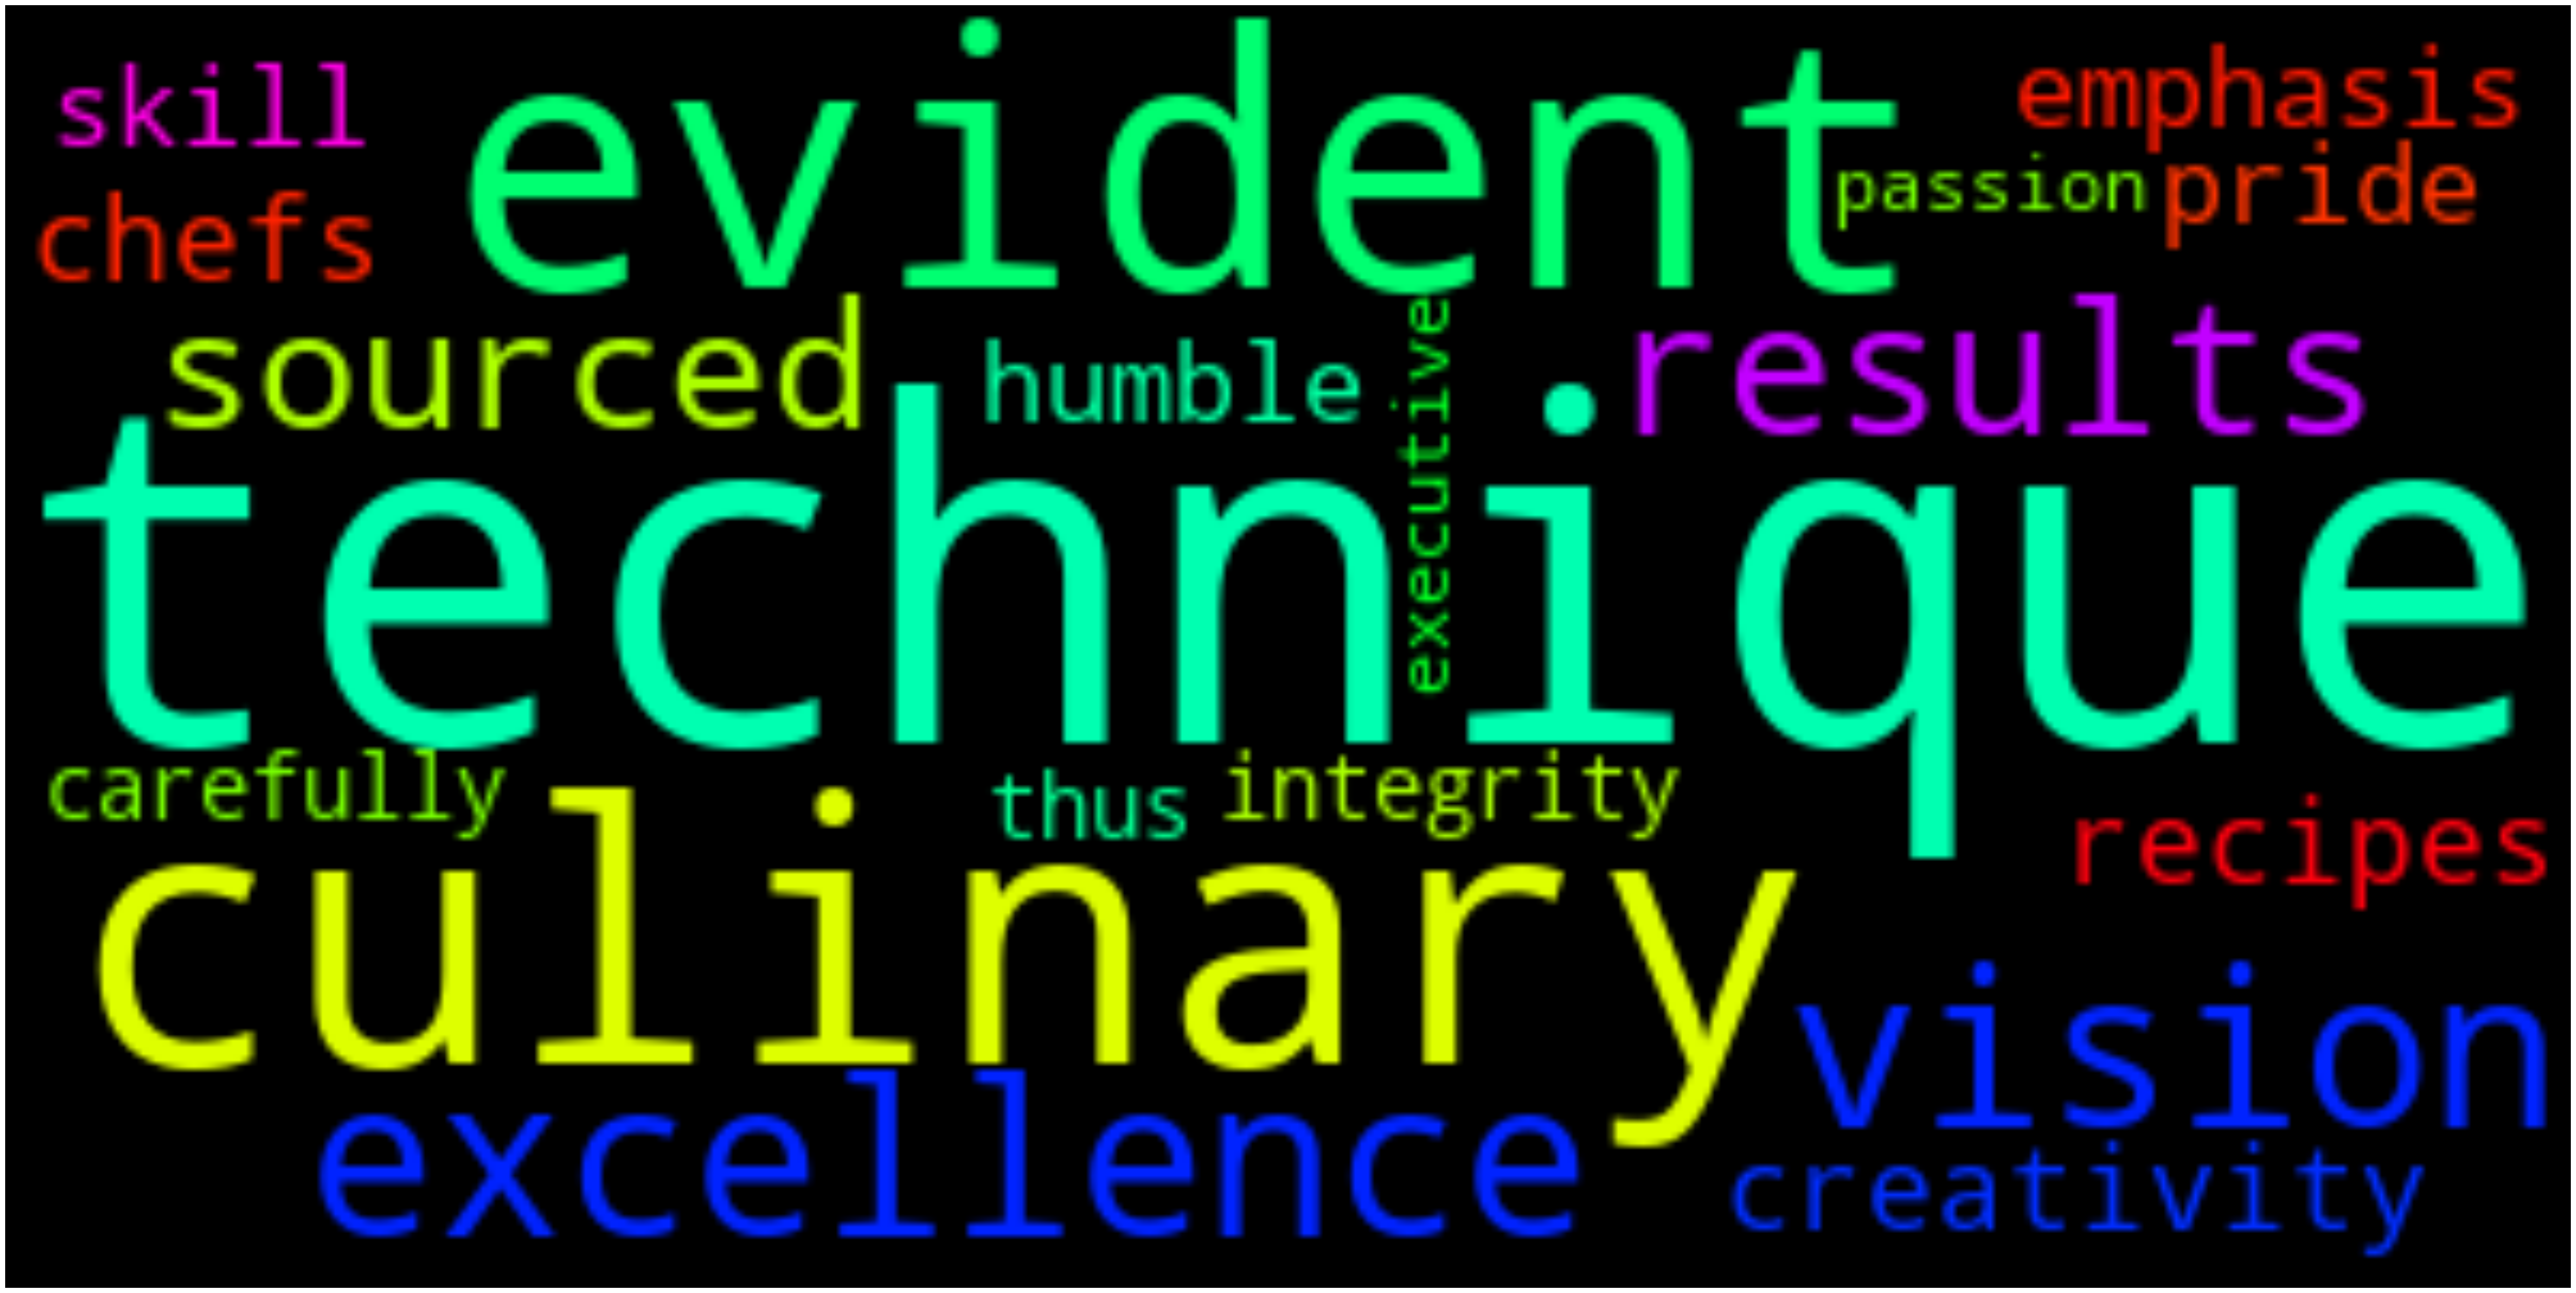 skill
evident
emphasis
passion
pride
chefs
sourced
humble
executive
results
technique
carefully
thus
integrity
recipes
culinary
vision
excellence
creativity